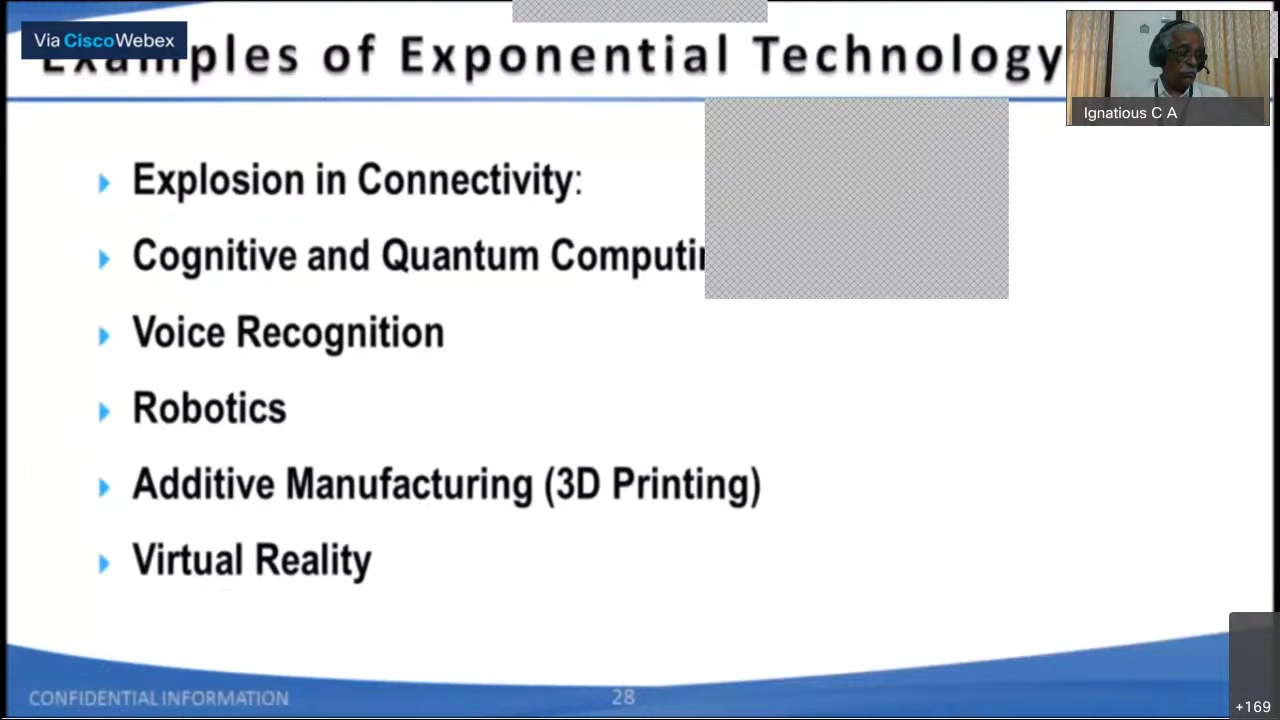 Via CiscoWebex
Examples of Exponential Technology
Ignatious C A
Explosion in Connectivity:
Cognitive and Quantum
Voice Recognition
Robotics
Additive Manufacturing (3D Printing)
Virtual Reality
CONFIDENTIAL INFORMATION
28
+169